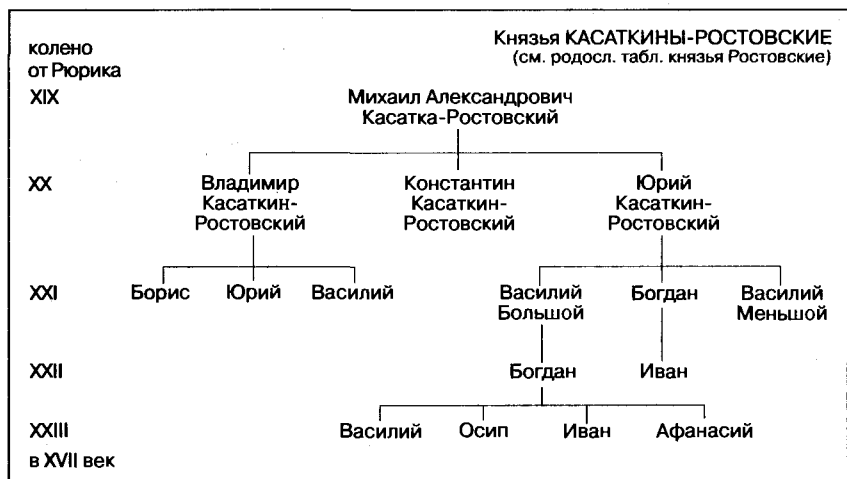 колено
от Рюрика
Князья КАСАТКИНЫ-РОСТОВСКИЕ
(см. родосл. табл. князья Ростовские)
XIX
Михаил Александрович
Касатка-Ростовский
XX
Владимир
Касаткин-
Ростовский
Константин
Касаткин-
Ростовский
Юрий
Касаткин-
Ростовский
XXI
Борис
Юрий
Василий
Василий
Большой
Богдан
Василий
Меньшой
XXII
Богдан
Иван
XXIII
Василий
Осип
Иван
Афанасий
в XVII век